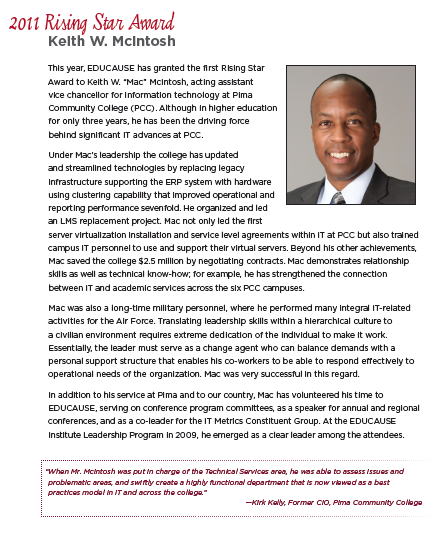 2011 Rising Star Award
Keith W. McIntosh
This year, EDUCAUSE has granted the first Rising Star
Award to Keith W. "Mac" McIntosh, acting assistant
vice chancellor for information technology at Pima
Community College (PCC). Although in higher education
for only three years, he has been the driving force
behind significant IT advances at PCC.
Under Mac's leadership the college has updated
and streamlined technologies by replacing legacy
infrastructure supporting the ERP system with hardware
using clustering capability that improved operational and
reporting performance sevenfold. He organized and led
an LMS replacement project. Mac not only led the first
server virtualization installation and service level agreements within IT at PCC but also trained
campus IT personnel to use and support their virtual servers. Beyond his other achievements,
Mac saved the college $2.5 million by negotiating contracts. Mac demonstrates relationship
skills as well as technical know-how; for example, he has strengthened the connection
between IT and academic services across the six PCC campuses.
Mac was also a long-time military personnel, where he performed many integral IT-related
activities for the Air Force. Translating leadership skills within a hierarchical culture to
a civilian environment requires extreme dedication of the individual to make it work.
Essentially, the leader must serve as a change agent who can balance demands with a
personal support structure that enables his co-workers to be able to respond effectively to
operational needs of the organization. Mac was very successful in this regard.
In addition to his service at Pima and to our country, Mac has volunteered his time to
EDUCAUSE, serving on conference program committees, as a speaker for annual and regional
conferences, and as a co-leader for the IT Metrics Constituent Group. At the EDUCAUSE
Institute Leadership Program in 2009, he emerged as a clear leader among the attendees.
"When Mr. McIntosh was put in charge of the Technical Services area, he was able to assess issues and
problematic areas, and swiftly create a highly functional department that is now viewed as a best
practices model in IT and across the college."
—Kirk Kelly, Former CIO, Pima Community College